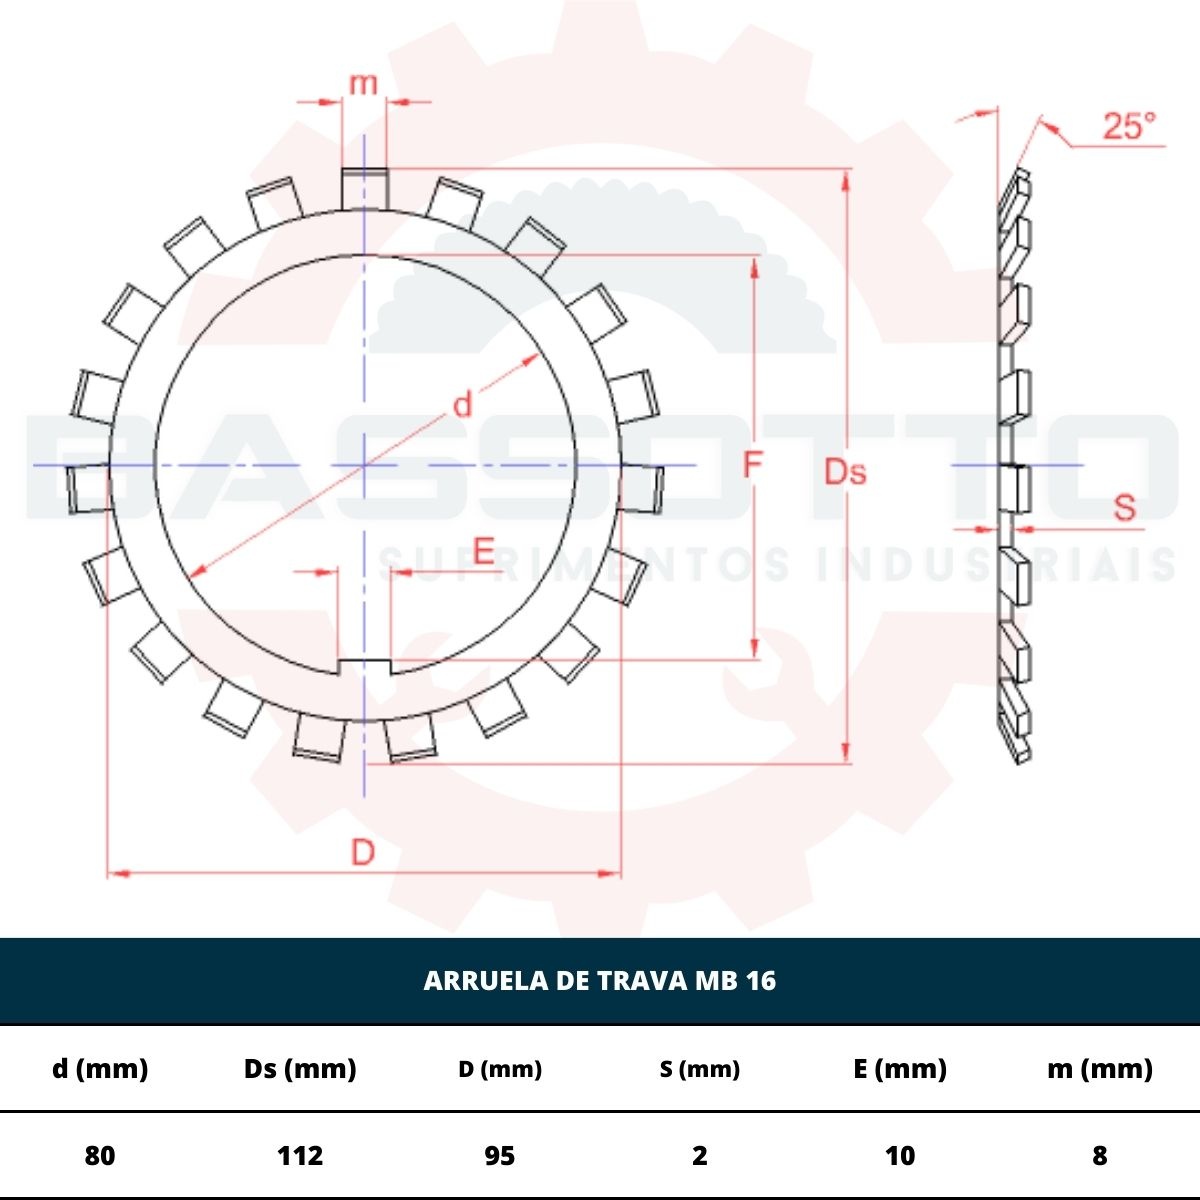 m
25°
d
F
Ds
S
E
D
BASSOTTO
SUPRIMENTOS INDUSTRIAIS
ARRUELA DE TRAVA MB 16
d (mm) Ds (mm) D (mm) S (mm) E (mm) m (mm)
80 112 95 2 10 8